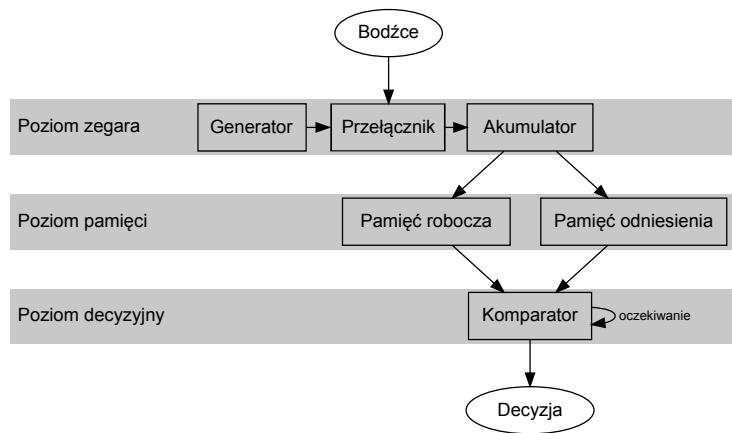 Bodźce
Poziom zegara
Generator
Przełącznik
Akumulator
Poziom pamięci
Pamięć robocza
Pamięć odniesienia
Poziom decyzyjny
Komparator
oczekiwanie
Decyzja